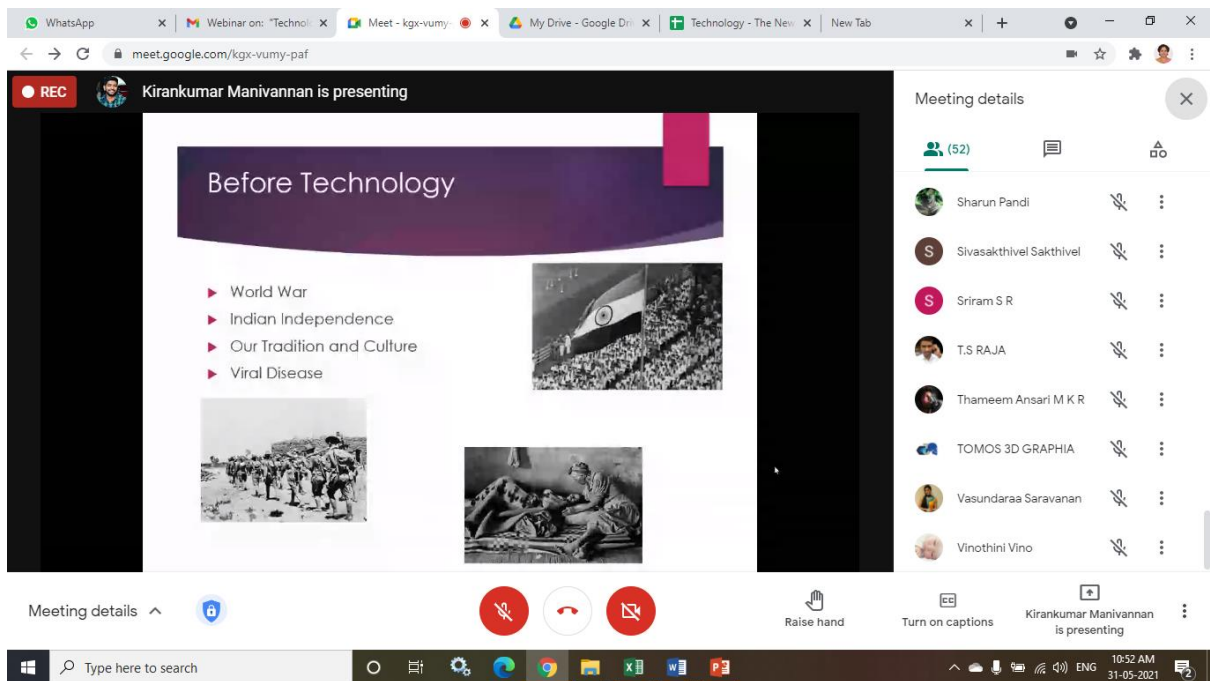 WhatsApp
Webinar on: "Technol
Meet - kgx-vumy-
My Drive - Google Dri
Technology - The New
New Tab
meet.google.com/kgx-vumy-paf
REC
Kirankumar Manivannan is presenting
Before Technology
World War
Indian Independence
Our Tradition and Culture
Viral Disease
Meeting details
(52)
Sharun Pandi
S
Sivasakthivel Sakthivel
S
Sriram S R
T.S RAJA
Thameem Ansari M K R
TOMOS 3D GRAPHIA
Vasundaraa Saravanan
Vinothini Vino
Meeting details
Raise hand
CC
Turn on captions
Kirankumar Manivannan
is presenting
Type here to search
ENG
10:52 AM
31-05-2021
2